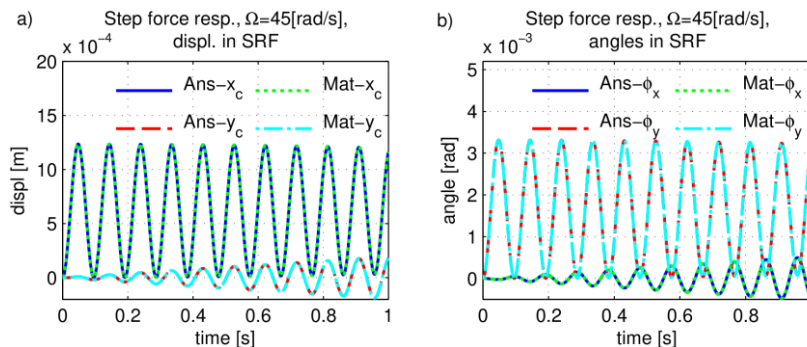 a) Step force resp., Ω=45[rad/s],
displ. in SRF
x 10⁻⁴
20
15
10
5
0
displ [m]
Ans−x_c
Mat−x_c
Ans−y_c
Mat−y_c
0 0.2 0.4 0.6 0.8 1
time [s]
b) Step force resp., Ω=45[rad/s],
angles in SRF
x 10⁻³
5
4
3
2
1
0
angle [rad]
Ans−ϕ_x
Mat−ϕ_x
Ans−ϕ_y
Mat−ϕ_y
0 0.2 0.4 0.6 0.8
time [s]